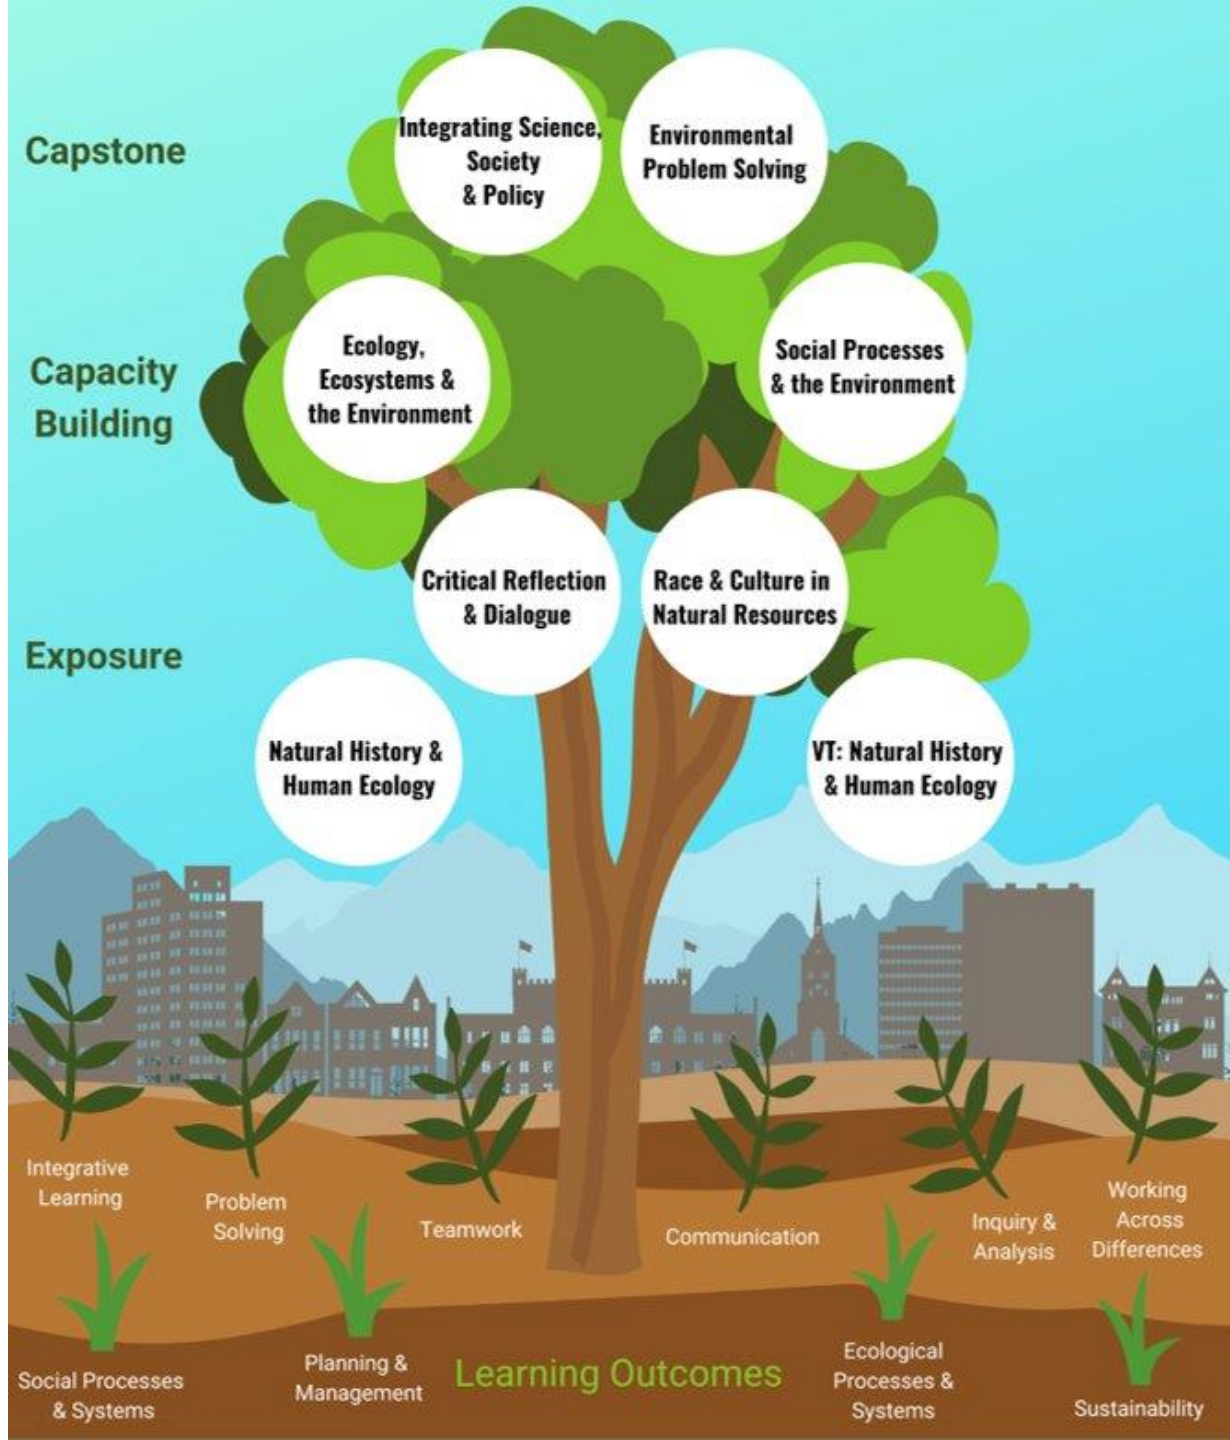 Capstone
Integrating Science,
Society
& Policy
Environmental
Problem Solving
Capacity
Building
Ecology,
Ecosystems &
the Environment
Social Processes
& the Environment
Exposure
Critical Reflection
& Dialogue
Race & Culture in
Natural Resources
Natural History &
Human Ecology
VT: Natural History
& Human Ecology
Integrative
Learning
Problem
Solving
Teamwork
Communication
Inquiry &
Analysis
Working
Across
Differences
Social Processes
& Systems
Planning &
Management
Learning Outcomes
Ecological
Processes &
Systems
Sustainability